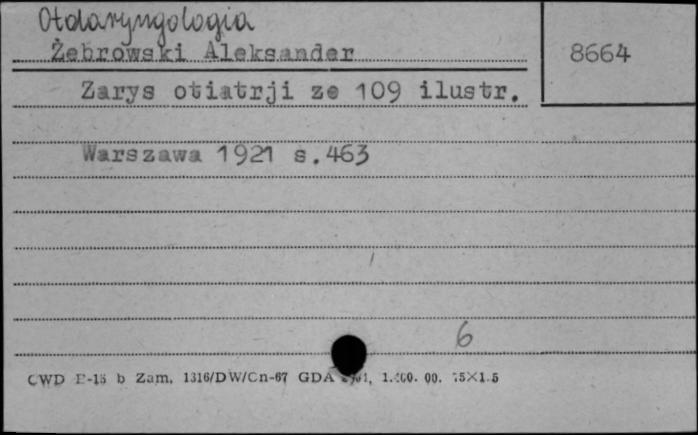 Otolaryngologia
Żebrowski Aleksander
8664
Zarys otiatrji ze 109 ilustr.
Warszawa 1921 s.463
6
CWD E-15 b Zam, 1316/DW/Cn-67 GDA